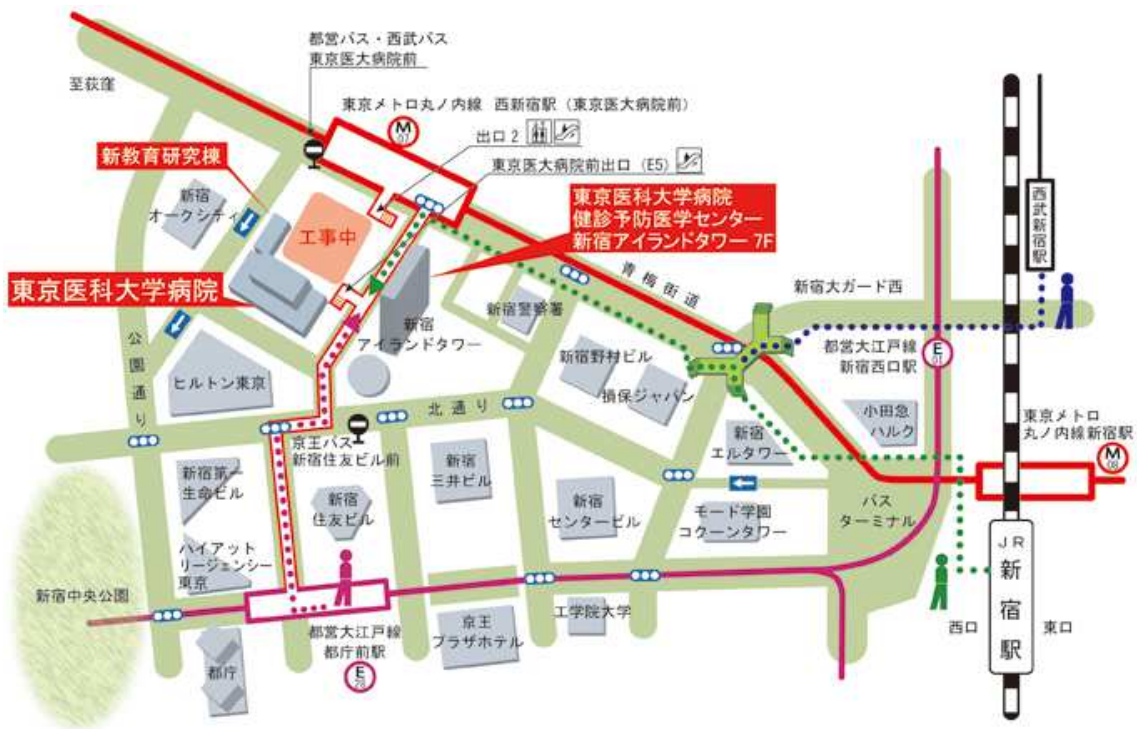 都営バス・西武バス
東京医大病院前
至荻窪
東京メトロ丸ノ内線 西新宿駅（東京医大病院前）
M
07
出口2
東京医大病院前出口（E5）
新教育研究棟
新宿
オークシティ
工事中
東京医科大学病院
健診予防医学センター
新宿アイランドタワー 7F
東京医科大学病院
西武新宿駅
青梅街道
新宿大ガード西
新宿警察署
新宿
アイランドタワー
新宿野村ビル
損保ジャパン
都営大江戸線
新宿西口駅
E
01
公園通り
ヒルトン東京
北通り
小田急
ハルク
東京メトロ
丸ノ内線新宿駅
M
08
京王バス
新宿住友ビル前
新宿
エルタワー
新宿第一
生命ビル
新宿
三井ビル
新宿
住友ビル
新宿
センタービル
モード学園
コクーンタワー
バス
ターミナル
ハイアット
リージェンシー
東京
JR
新宿駅
新宿中央公園
工学院大学
西口
東口
京王
プラザホテル
都営大江戸線
都庁前駅
E
28
都庁